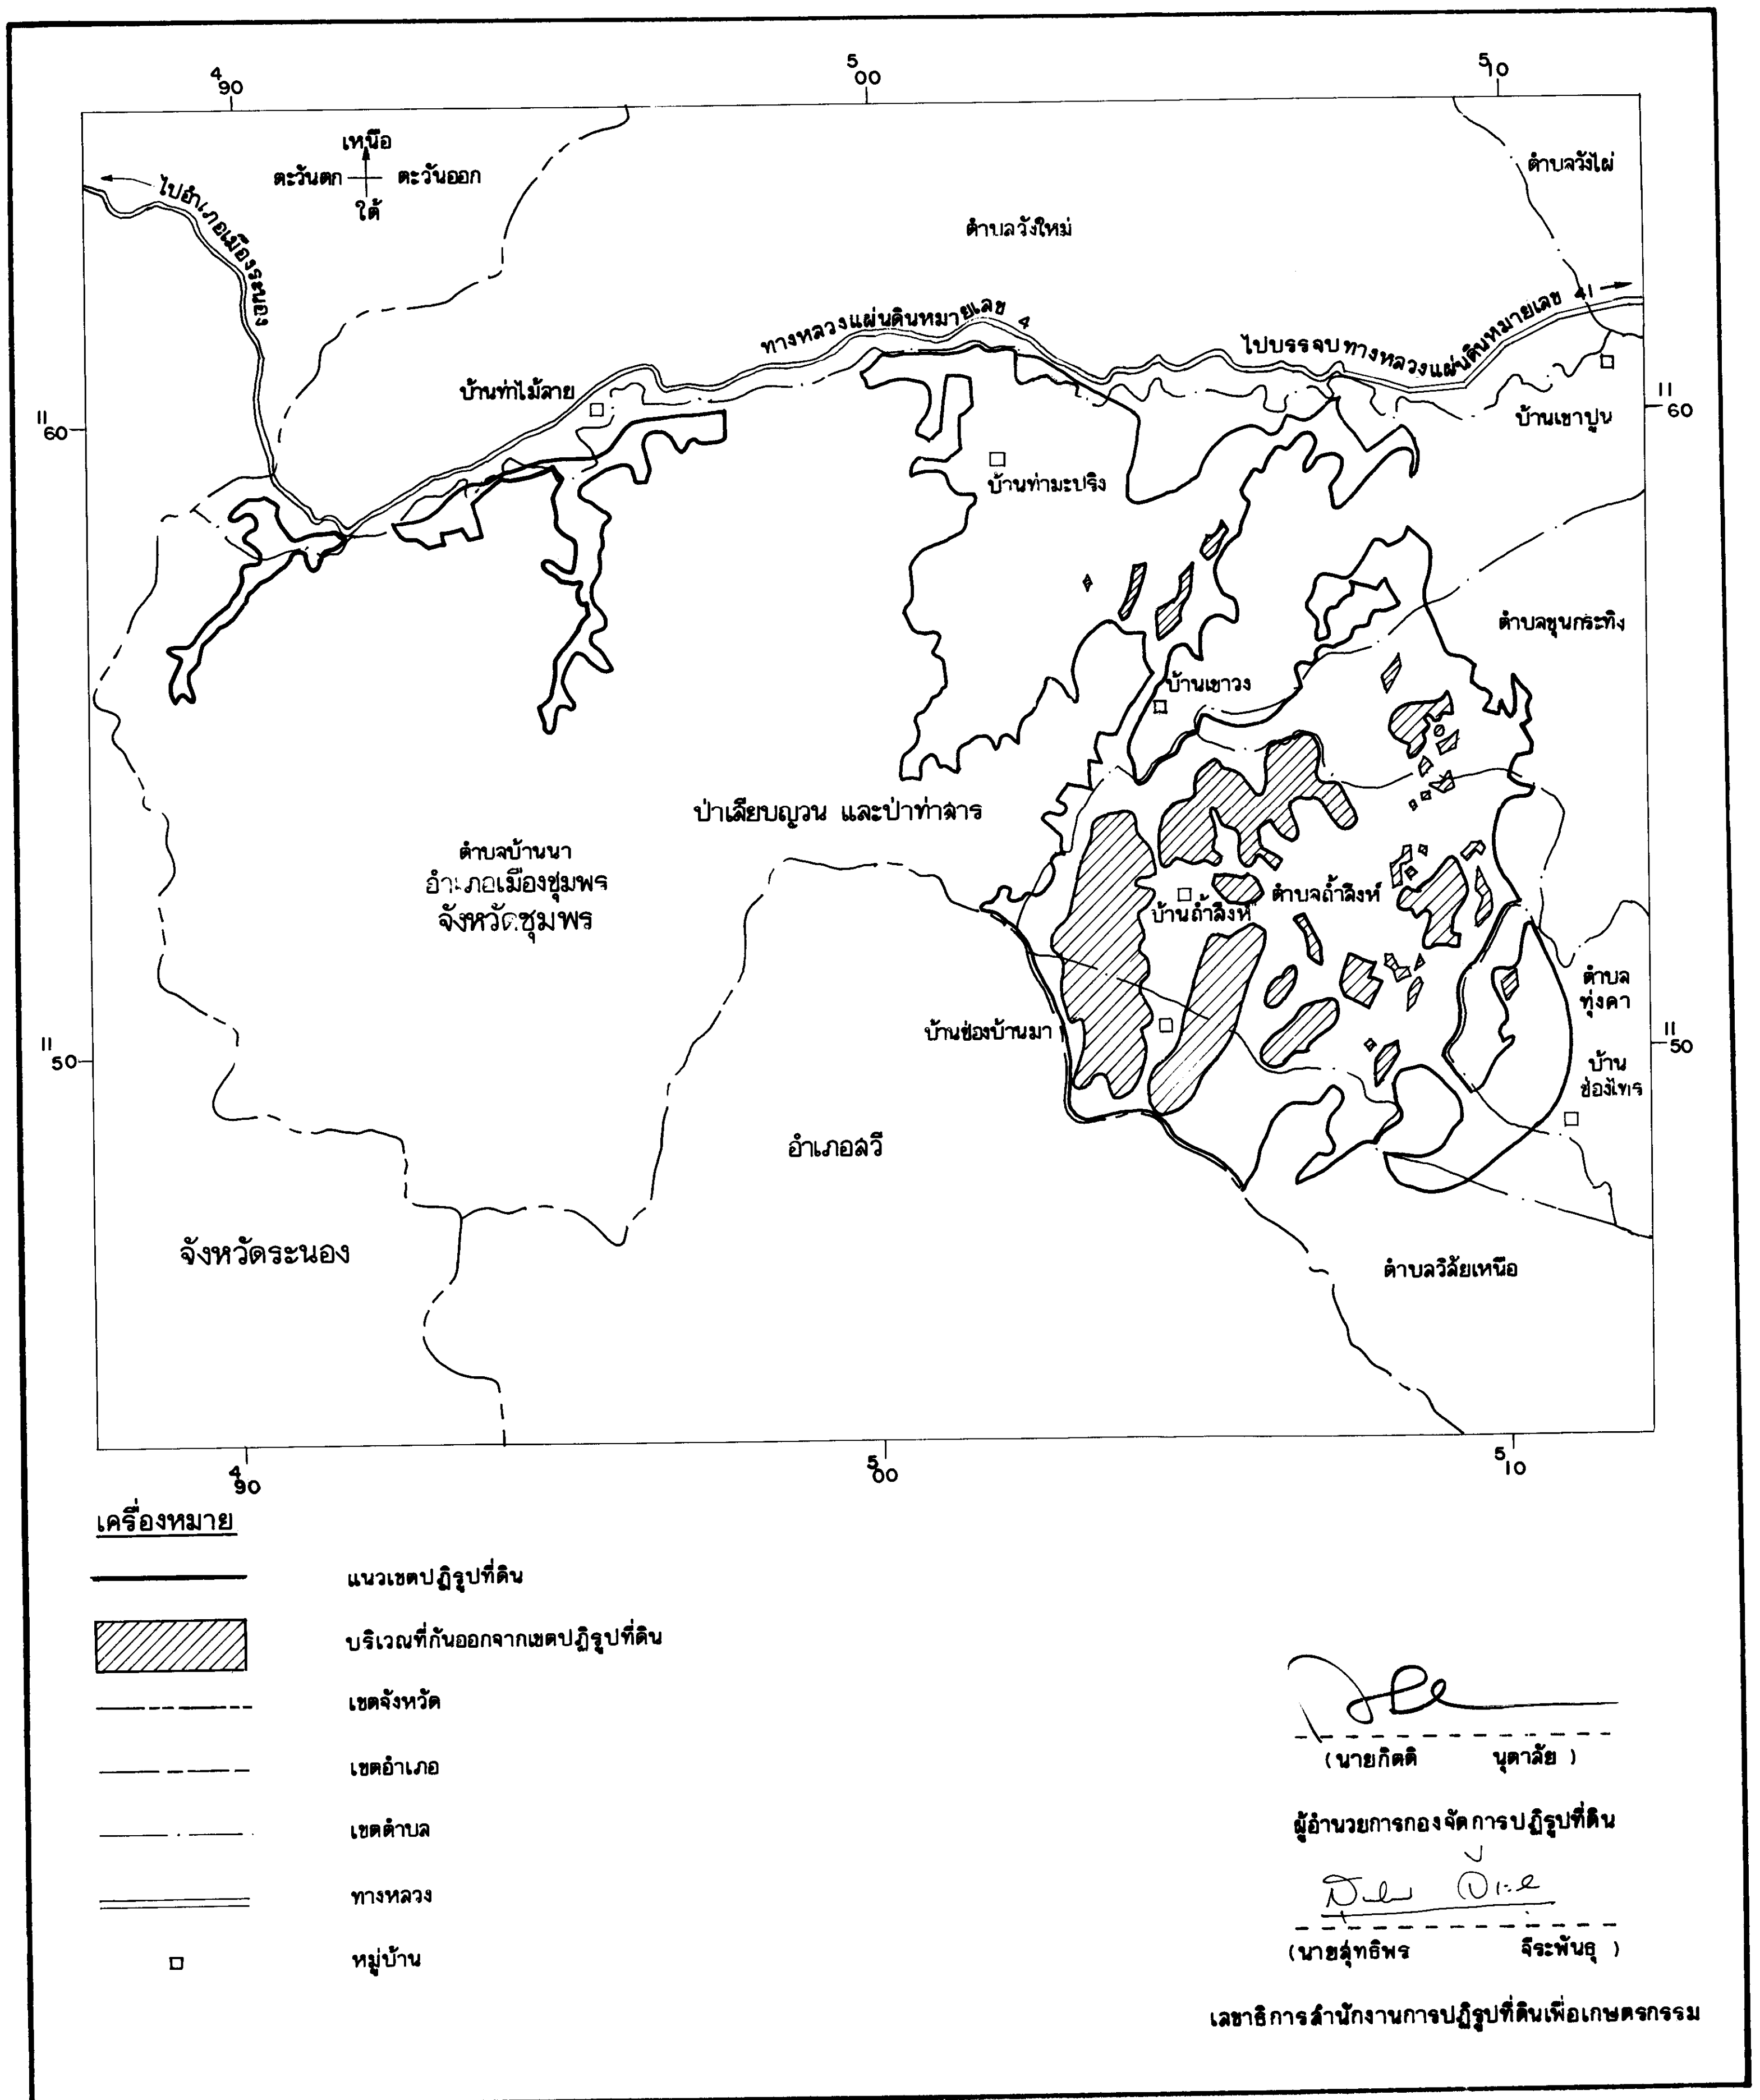 490
500
510
เหนือ
ตะวันตก ตะวันออก
ใต้
ไปอำเภอเมืองระนอง
ตำบลวังไผ่
ตำบลวังใหม่
ทางหลวงแผ่นดินหมายเลข 4
ไปบรรจบทางหลวงแผ่นดินหมายเลข 41
บ้านท่าไม้ลาย
บ้านเขาปูน
1160
1160
บ้านท่ามะปริง
ตำบลขุนกระทิง
บ้านเขาวง
ป่าเลียบญวน และป่าท่าสาร
ตำบลบ้านนา
อำเภอเมืองชุมพร
จังหวัดชุมพร
บ้านถ้ำสิงห์
ตำบลถ้ำสิงห์
ตำบล
ทุ่งคา
บ้านช่องบ้านมา
1150
1150
บ้าน
ช่องไทร
อำเภอสวี
จังหวัดระนอง
ตำบลวิสัยเหนือ
490
500
510
เครื่องหมาย
แนวเขตปฏิรูปที่ดิน
บริเวณที่กันออกจากเขตปฏิรูปที่ดิน
เขตจังหวัด
เขตอำเภอ
เขตตำบล
ทางหลวง
หมู่บ้าน
(นายกิตติ นุตาลัย)
ผู้อำนวยการกองจัดการปฏิรูปที่ดิน
(นายสุทธิพร จีระพันธุ)
เลขาธิการสำนักงานการปฏิรูปที่ดินเพื่อเกษตรกรรม